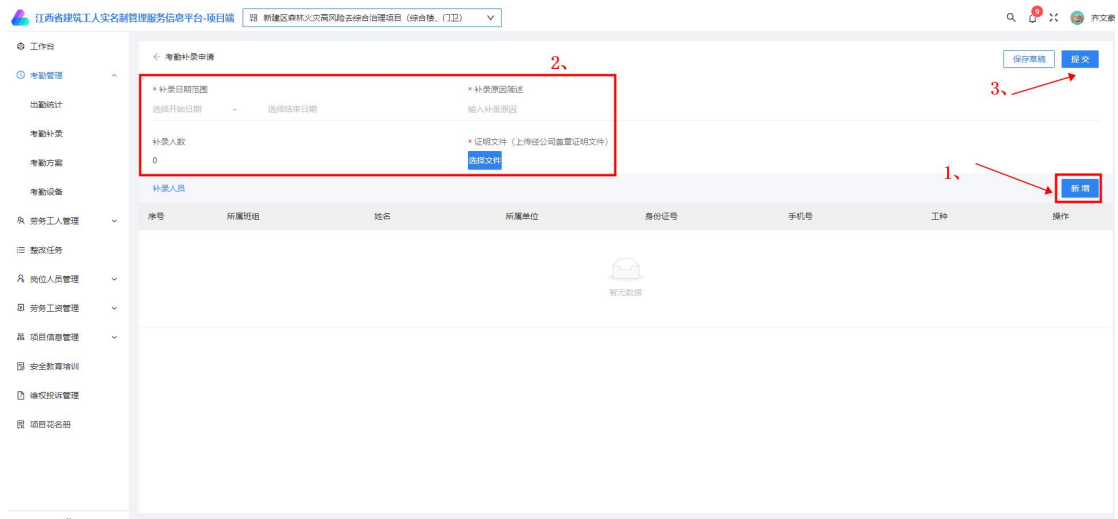 江西省建筑工人实名制管理服务信息平台-项目端
新建区森林火灾高风险去综合治理项目（综合楼、门卫）
9
齐文豪
工作台
考勤管理
出勤统计
考勤补录
考勤方案
考勤设备
劳务工人管理
整改任务
岗位人员管理
劳务工资管理
项目信息管理
安全教育培训
维权投诉管理
项目花名册
← 考勤补录申请
保存草稿
提交
2、
3、
* 补录日期范围
选择开始日期 ~ 选择结束日期
* 补录原因简述
输入补录原因
补录人数
0
* 证明文件（上传经公司盖章证明文件）
选择文件
1、
补录人员
新增
序号 所属班组 姓名 所属单位 身份证号 手机号 工种 操作
暂无数据